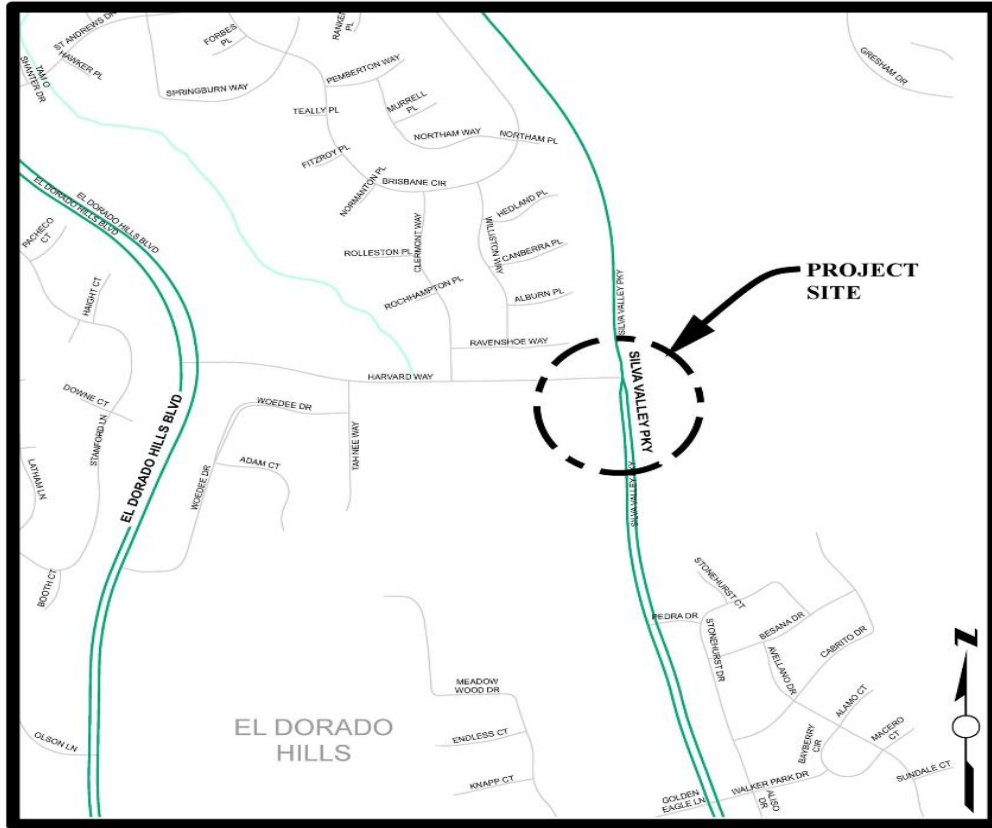 ST ANDREWS DR
FORBES
PL
RANKEN
PL
HAWKER PL
TAM O
SHANTER DR
SPRINGBURN WAY
PEMBERTON WAY
GRESHAM DR
TEALLY PL
MURRELL
PL
NORTHAM WAY
NORTHAM PL
FITZROY PL
NORMANTON PL
BRISBANE CIR
EL DORADO HILLS BLVD
EL DORADO HILLS BLVD
PACHECO
CT
HEDLAND PL
CLERMONT WAY
WILLISTON WAY
ROLLESTON PL
CANBERRA PL
HAIGHT CT
ROCHHAMPTON PL
ALBURN PL
SILVA VALLEY PKY
PROJECT
SITE
RAVENSHOE WAY
HARVARD WAY
SILVA VALLEY PKY
DOWNE CT
STANFORD LN
EL DORADO HILLS BLVD
WOEDEE DR
TAH NEE WAY
LATHAM LN
WOEDEE DR
ADAM CT
SILVA VALLEY PKY
BOOTH CT
STONEHURST CT
PEDRA DR
STONEHURST DR
BESANA DR
CABRITO DR
AVELLANO DR
Z
MEADOW
WOOD DR
ALAMO CT
BAYBERRY
CIR
MACERO
CT
EL DORADO
HILLS
OLSON LN
ENDLESS CT
KNAPP CT
SUNDALE CT
WALKER PARK DR
GOLDEN
EAGLE LN
ALISO
DR